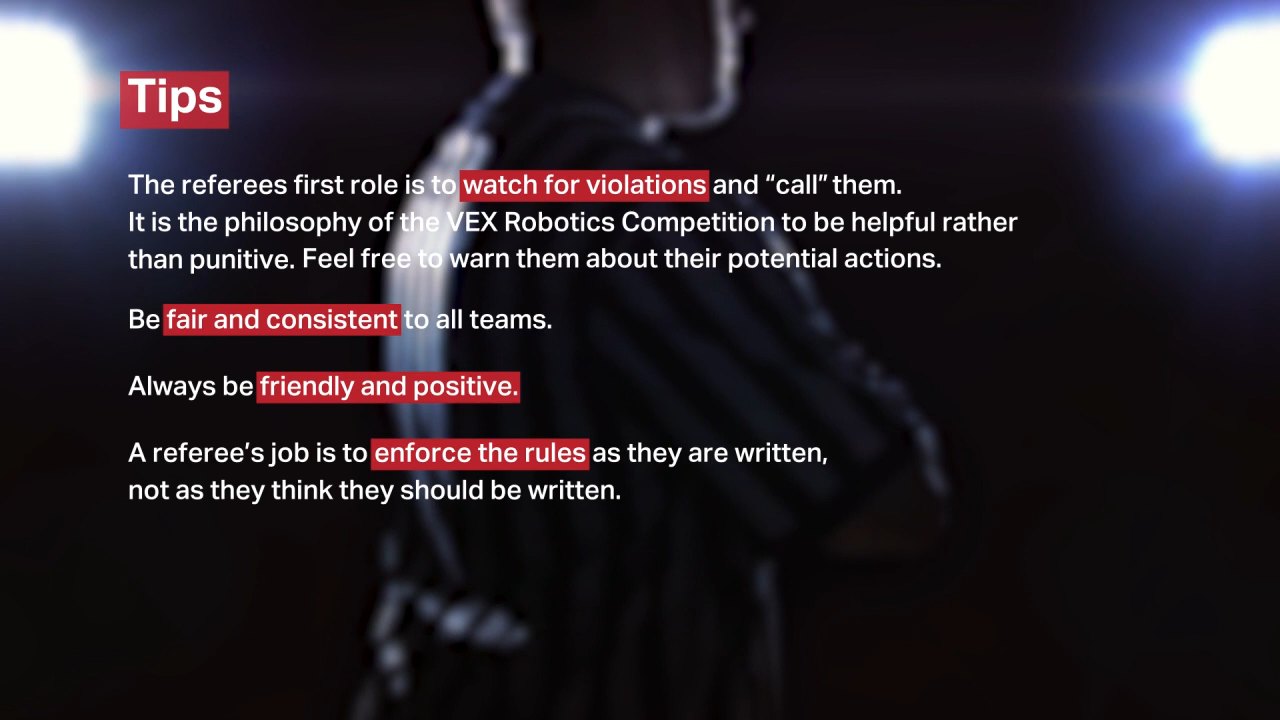 Tips
The referees first role is to watch for violations and “call” them.
It is the philosophy of the VEX Robotics Competition to be helpful rather
than punitive. Feel free to warn them about their potential actions.
Be fair and consistent to all teams.
Always be friendly and positive.
A referee’s job is to enforce the rules as they are written,
not as they think they should be written.